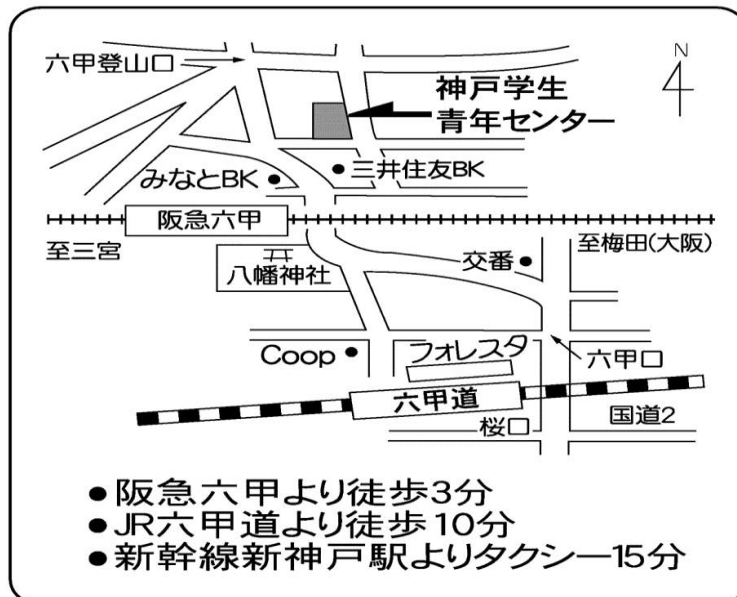 六甲登山口
N
神戸学生
青年センター
三井住友BK
みなとBK
阪急六甲
至三宮
至梅田(大阪)
交番
八幡神社
Coop
フォレスタ
六甲口
六甲道
桜口
国道2
●阪急六甲より徒歩3分
●JR六甲道より徒歩10分
●新幹線新神戸駅よりタクシー15分